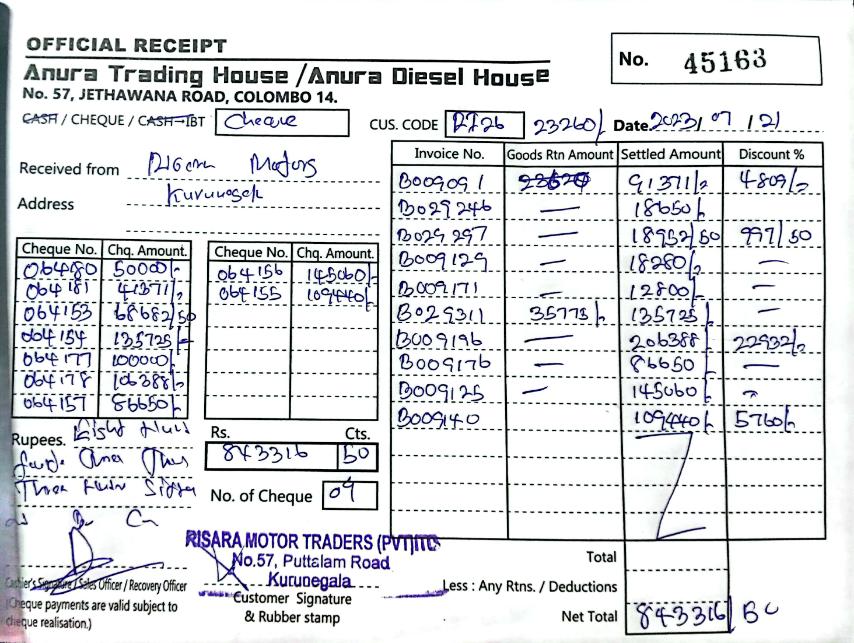 OFFICIAL RECEIPT
No. 45163
Anura Trading House /Anura Diesel House
No. 57, JETHAWANA ROAD, COLOMBO 14.
CASH / CHEQUE / CASH-IBT Cheque CUS. CODE 23260/- Date 2023/07/21
Received from Motors
Address
Invoice No. Goods Rtn Amount Settled Amount Discount %
B009091 91371/- 4809/-
B029246 — 18650/-
B029297 — 18952/50 997/50
B009129 — 18280/- —
B009171 — 12800/- —
B029311 35775/- 135725/- —
B009196 — 206388/- 22932/-
B009176 — 86650 —
B009125 — 145060/-
B009140 109440/- 5760/-
Cheque No. Chq. Amount. Cheque No. Chq. Amount.
064180 50000/- 064156 145060/-
064181 41371/- 064155 109440/-
064153 68682/50
064154 135725/-
064177 100000/-
064178 106388/-
064157 86650/-
Rupees. Eight
Rs. Cts.
843316 50
No. of Cheque 09
RISARA MOTOR TRADERS (PVT)LTD
No.57, Puttalam Road
Kurunegala
Cashier's Signature / Sales Officer / Recovery Officer
(Cheque payments are valid subject to
cheque realisation.)
Customer Signature
& Rubber stamp
Total
Less : Any Rtns. / Deductions
Net Total 843316/